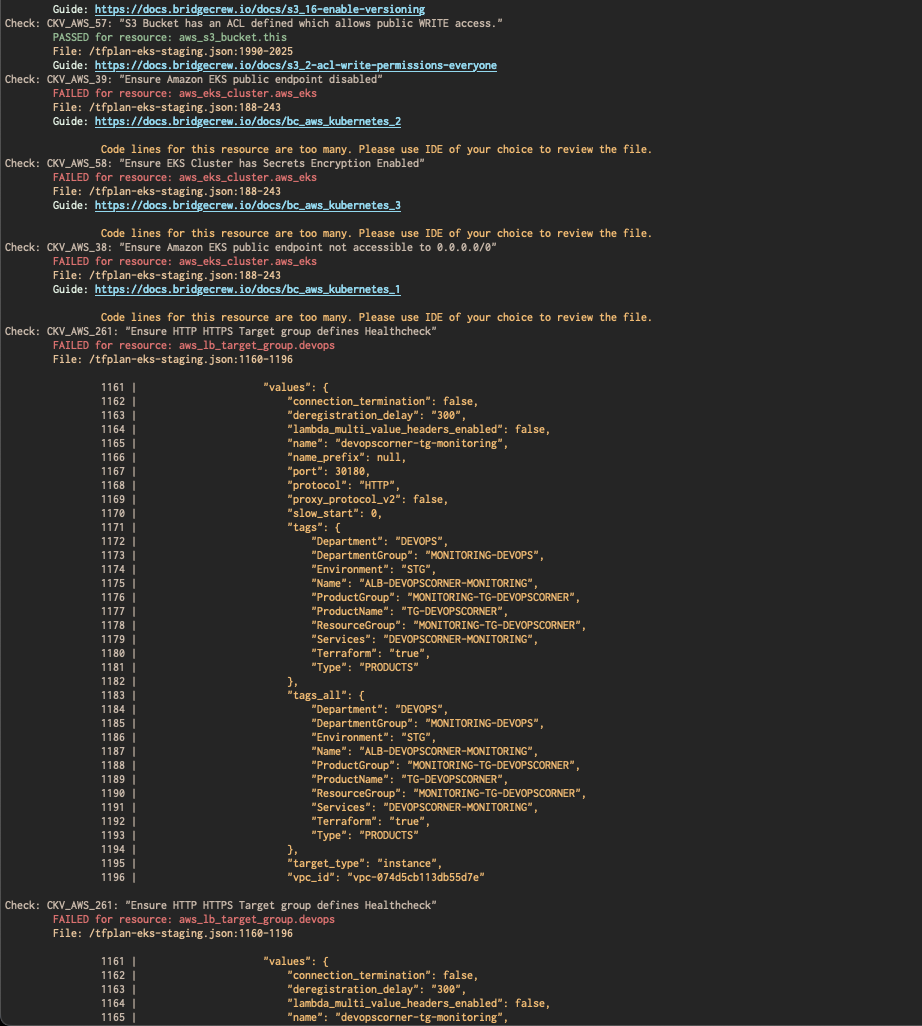 Guide: https://docs.bridgecrew.io/docs/s3_16-enable-versioning
Check: CKV_AWS_57: "S3 Bucket has an ACL defined which allows public WRITE access."
PASSED for resource: aws_s3_bucket.this
File: /tfplan-eks-staging.json:1990-2025
Guide: https://docs.bridgecrew.io/docs/s3_2-acl-write-permissions-everyone
Check: CKV_AWS_39: "Ensure Amazon EKS public endpoint disabled"
FAILED for resource: aws_eks_cluster.aws_eks
File: /tfplan-eks-staging.json:188-243
Guide: https://docs.bridgecrew.io/docs/bc_aws_kubernetes_2
Code lines for this resource are too many. Please use IDE of your choice to review the file.
Check: CKV_AWS_58: "Ensure EKS Cluster has Secrets Encryption Enabled"
FAILED for resource: aws_eks_cluster.aws_eks
File: /tfplan-eks-staging.json:188-243
Guide: https://docs.bridgecrew.io/docs/bc_aws_kubernetes_3
Code lines for this resource are too many. Please use IDE of your choice to review the file.
Check: CKV_AWS_38: "Ensure Amazon EKS public endpoint not accessible to 0.0.0.0/0"
FAILED for resource: aws_eks_cluster.aws_eks
File: /tfplan-eks-staging.json:188-243
Guide: https://docs.bridgecrew.io/docs/bc_aws_kubernetes_1
Code lines for this resource are too many. Please use IDE of your choice to review the file.
Check: CKV_AWS_261: "Ensure HTTP HTTPS Target group defines Healthcheck"
FAILED for resource: aws_lb_target_group.devops
File: /tfplan-eks-staging.json:1160-1196
1161 | "values": {
1162 | "connection_termination": false,
1163 | "deregistration_delay": "300",
1164 | "lambda_multi_value_headers_enabled": false,
1165 | "name": "devopscorner-tg-monitoring",
1166 | "name_prefix": null,
1167 | "port": 30180,
1168 | "protocol": "HTTP",
1169 | "proxy_protocol_v2": false,
1170 | "slow_start": 0,
1171 | "tags": {
1172 | "Department": "DEVOPS",
1173 | "DepartmentGroup": "MONITORING-DEVOPS",
1174 | "Environment": "STG",
1175 | "Name": "ALB-DEVOPSCORNER-MONITORING",
1176 | "ProductGroup": "MONITORING-TG-DEVOPSCORNER",
1177 | "ProductName": "TG-DEVOPSCORNER",
1178 | "ResourceGroup": "MONITORING-TG-DEVOPSCORNER",
1179 | "Services": "DEVOPSCORNER-MONITORING",
1180 | "Terraform": "true",
1181 | "Type": "PRODUCTS"
1182 | },
1183 | "tags_all": {
1184 | "Department": "DEVOPS",
1185 | "DepartmentGroup": "MONITORING-DEVOPS",
1186 | "Environment": "STG",
1187 | "Name": "ALB-DEVOPSCORNER-MONITORING",
1188 | "ProductGroup": "MONITORING-TG-DEVOPSCORNER",
1189 | "ProductName": "TG-DEVOPSCORNER",
1190 | "ResourceGroup": "MONITORING-TG-DEVOPSCORNER",
1191 | "Services": "DEVOPSCORNER-MONITORING",
1192 | "Terraform": "true",
1193 | "Type": "PRODUCTS"
1194 | },
1195 | "target_type": "instance",
1196 | "vpc_id": "vpc-074d5cb113db55d7e"
Check: CKV_AWS_261: "Ensure HTTP HTTPS Target group defines Healthcheck"
FAILED for resource: aws_lb_target_group.devops
File: /tfplan-eks-staging.json:1160-1196
1161 | "values": {
1162 | "connection_termination": false,
1163 | "deregistration_delay": "300",
1164 | "lambda_multi_value_headers_enabled": false,
1165 | "name": "devopscorner-tg-monitoring",